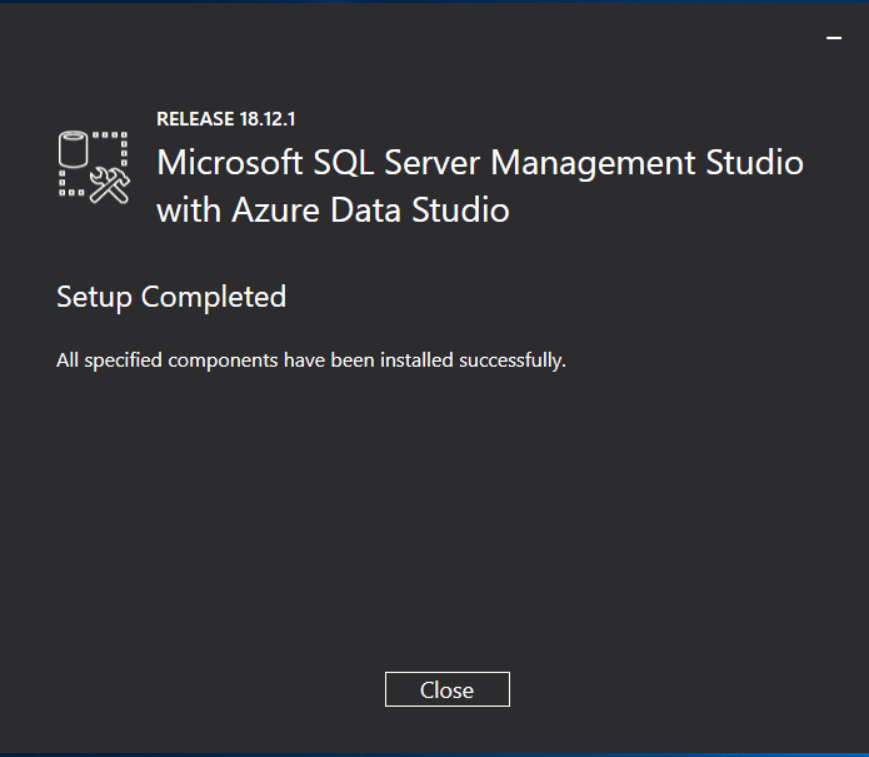 RELEASE 18.12.1
Microsoft SQL Server Management Studio
with Azure Data Studio
Setup Completed
All specified components have been installed successfully.
Close